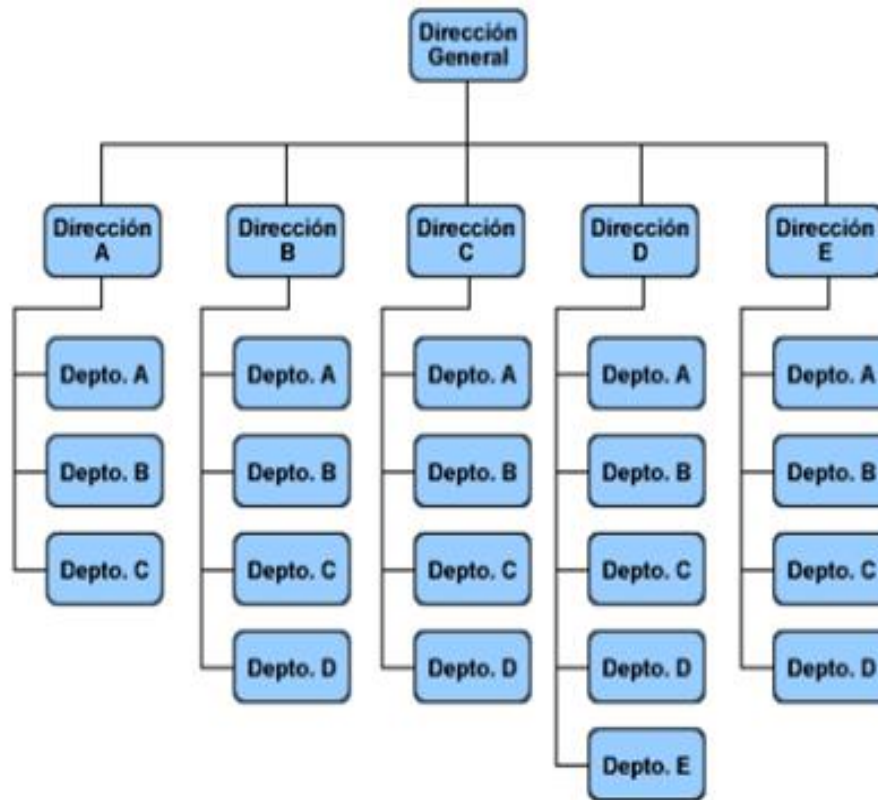 Dirección
General
Dirección
A
Dirección
B
Dirección
C
Dirección
D
Dirección
E
Depto. A
Depto. A
Depto. A
Depto. A
Depto. A
Depto. B
Depto. B
Depto. B
Depto. B
Depto. B
Depto. C
Depto. C
Depto. C
Depto. C
Depto. C
Depto. D
Depto. D
Depto. D
Depto. D
Depto. E